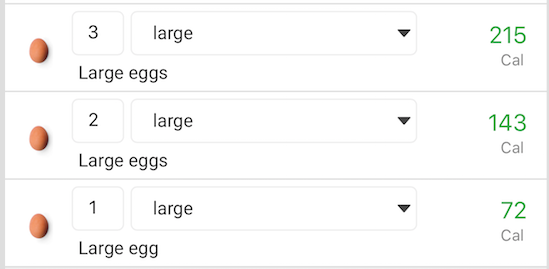 3 large 215
Cal
Large eggs
2 large 143
Cal
Large eggs
1 large 72
Cal
Large egg